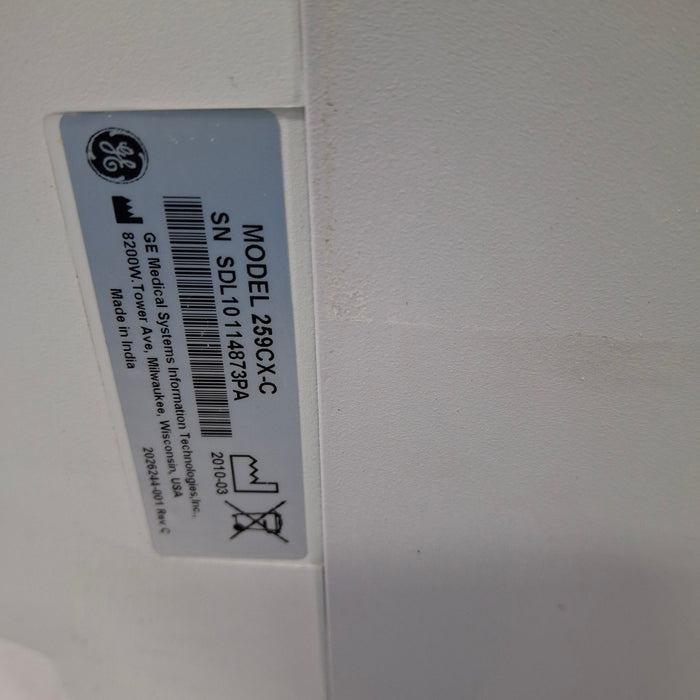 GE
MODEL 259CX-C
SN SDL10114873PA
2010-03
GE Medical Systems Information Technologies,Inc.,
8200W.Tower Ave, Milwaukee, Wisconsin, USA
Made in India
2026244-001 Rev C